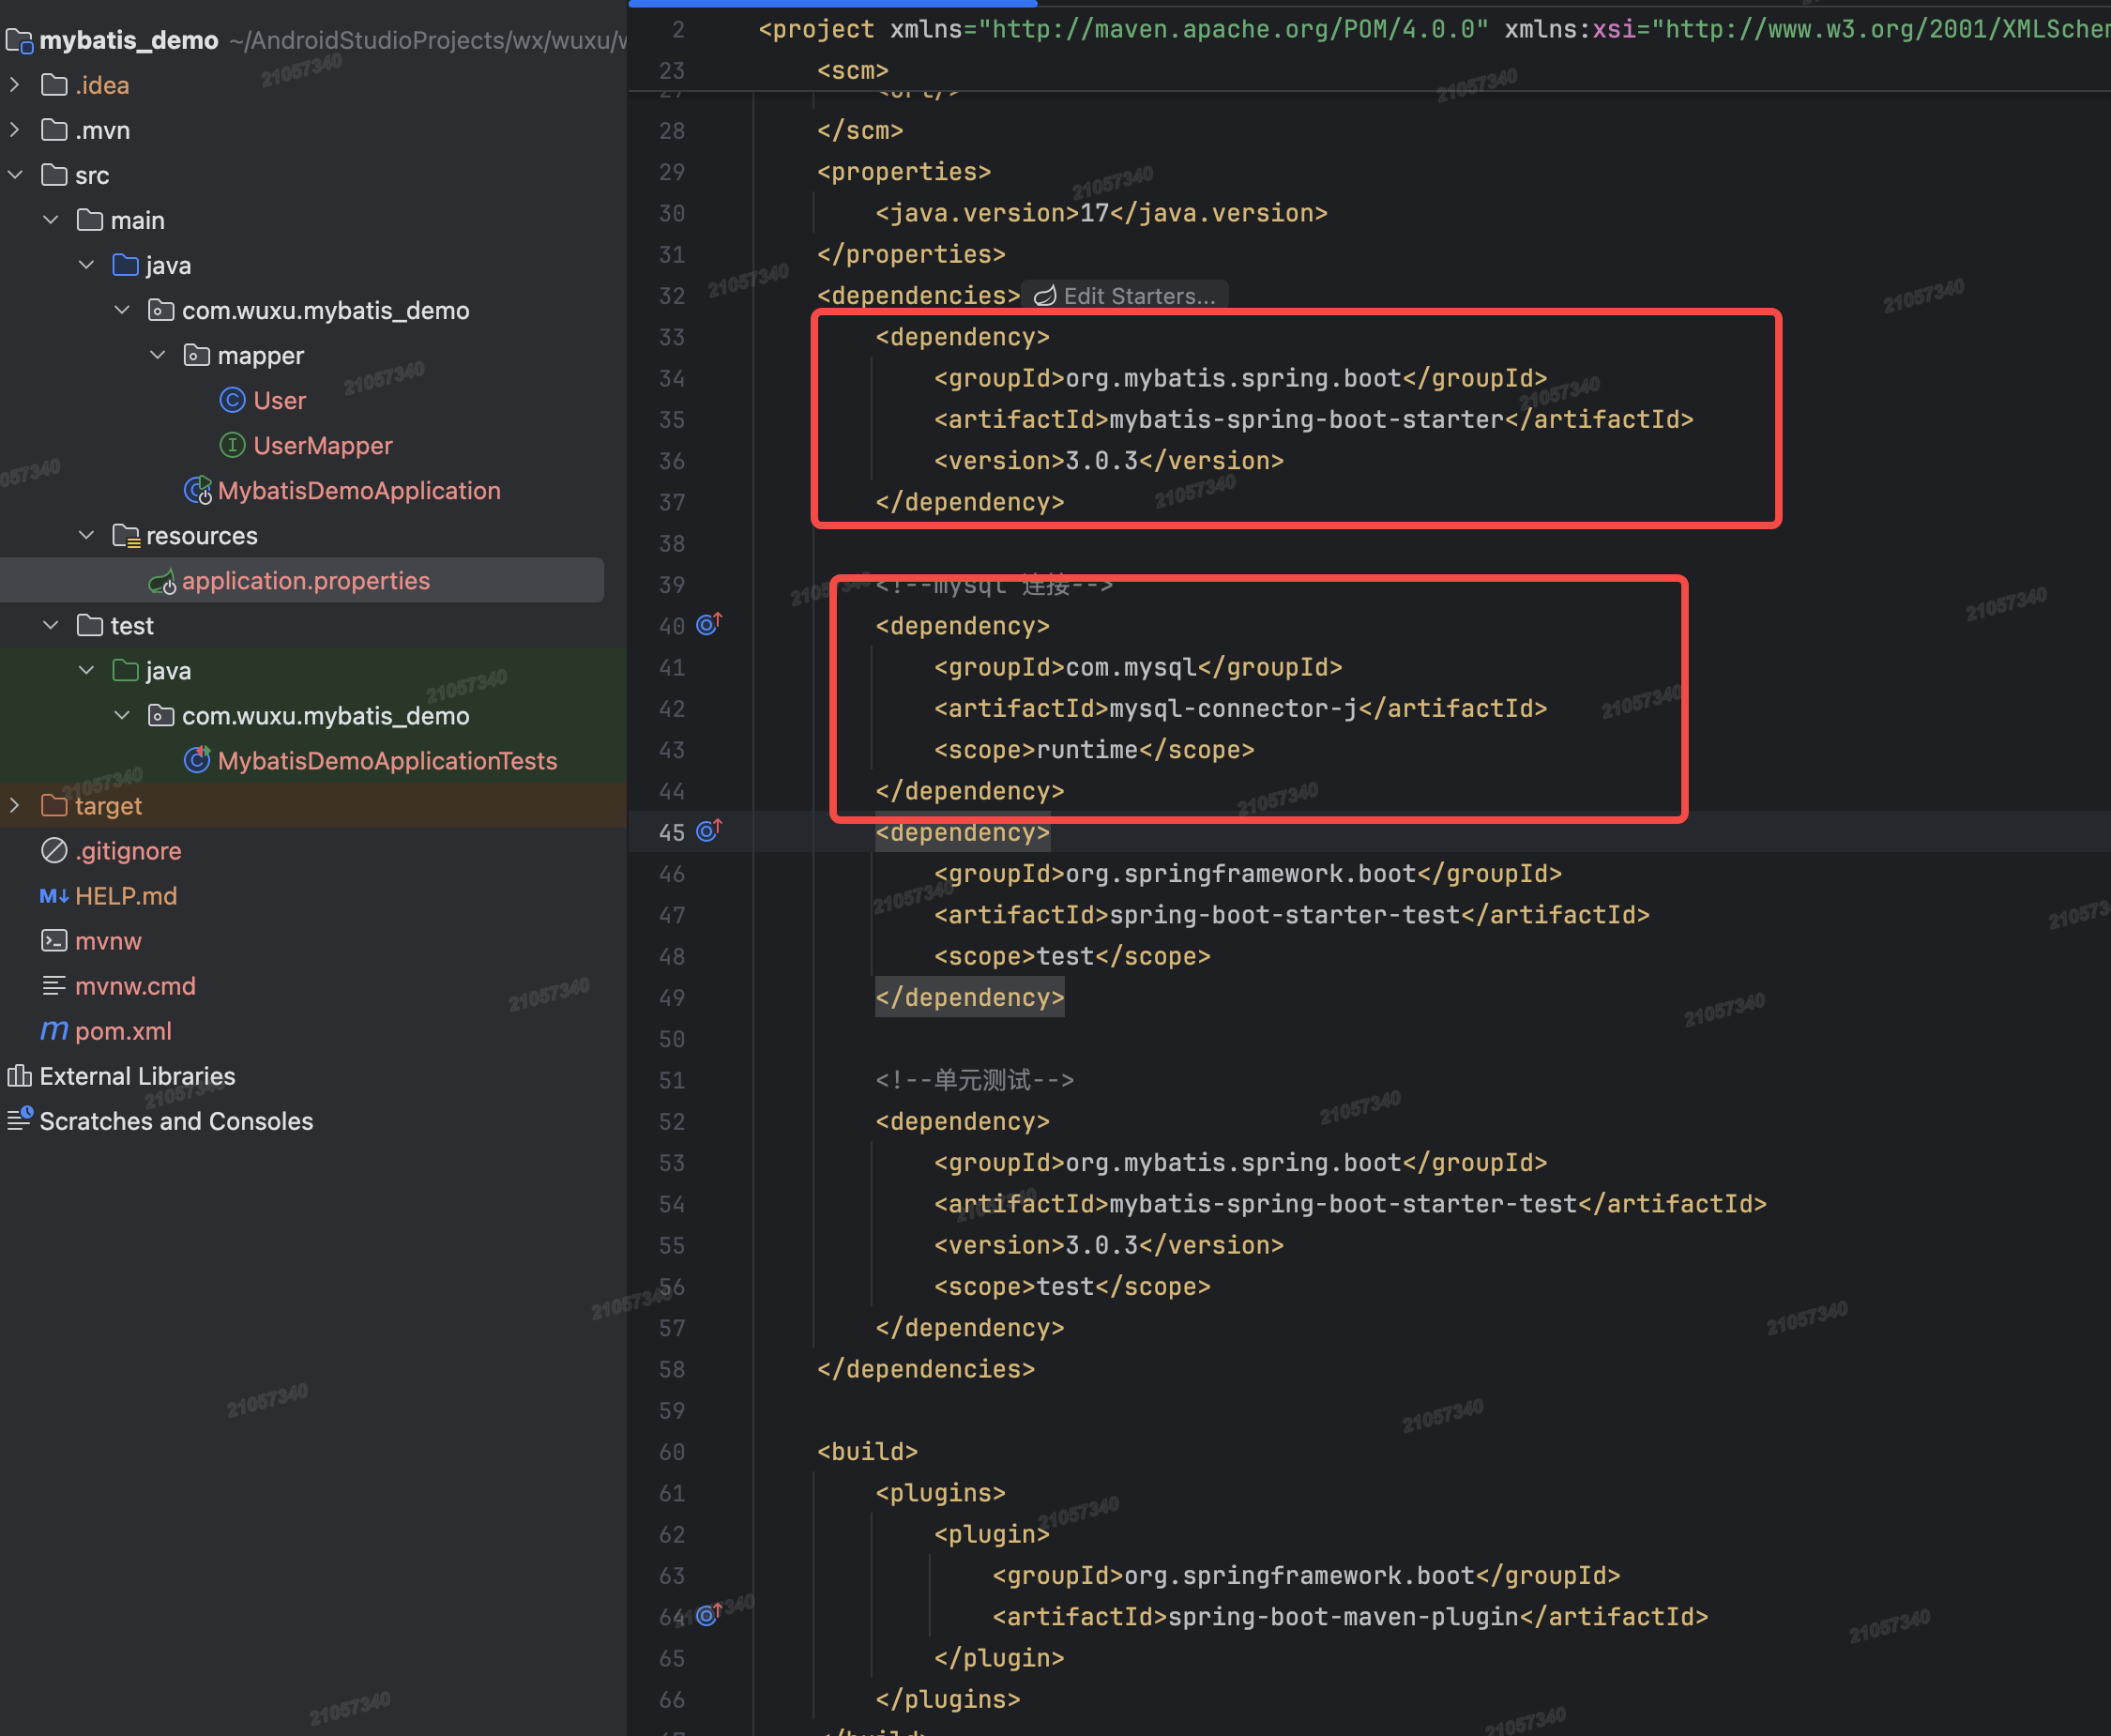 mybatis_demo ~/AndroidStudioProjects/wx/wuxu/
.idea
.mvn
src
main
java
com.wuxu.mybatis_demo
mapper
User
UserMapper
MybatisDemoApplication
resources
application.properties
test
java
com.wuxu.mybatis_demo
MybatisDemoApplicationTests
target
.gitignore
HELP.md
mvnw
mvnw.cmd
pom.xml
External Libraries
Scratches and Consoles
2 <project xmlns="http://maven.apache.org/POM/4.0.0" xmlns:xsi="http://www.w3.org/2001/XMLSchem
23 <scm>
27 <url/>
28 </scm>
29 <properties>
30 <java.version>17</java.version>
31 </properties>
32 <dependencies> Edit Starters...
33 <dependency>
34 <groupId>org.mybatis.spring.boot</groupId>
35 <artifactId>mybatis-spring-boot-starter</artifactId>
36 <version>3.0.3</version>
37 </dependency>
38
39 <!--mysql 连接-->
40 <dependency>
41 <groupId>com.mysql</groupId>
42 <artifactId>mysql-connector-j</artifactId>
43 <scope>runtime</scope>
44 </dependency>
45 <dependency>
46 <groupId>org.springframework.boot</groupId>
47 <artifactId>spring-boot-starter-test</artifactId>
48 <scope>test</scope>
49 </dependency>
50
51 <!--单元测试-->
52 <dependency>
53 <groupId>org.mybatis.spring.boot</groupId>
54 <artifactId>mybatis-spring-boot-starter-test</artifactId>
55 <version>3.0.3</version>
56 <scope>test</scope>
57 </dependency>
58 </dependencies>
59
60 <build>
61 <plugins>
62 <plugin>
63 <groupId>org.springframework.boot</groupId>
64 <artifactId>spring-boot-maven-plugin</artifactId>
65 </plugin>
66 </plugins>
67 </build>
21057340